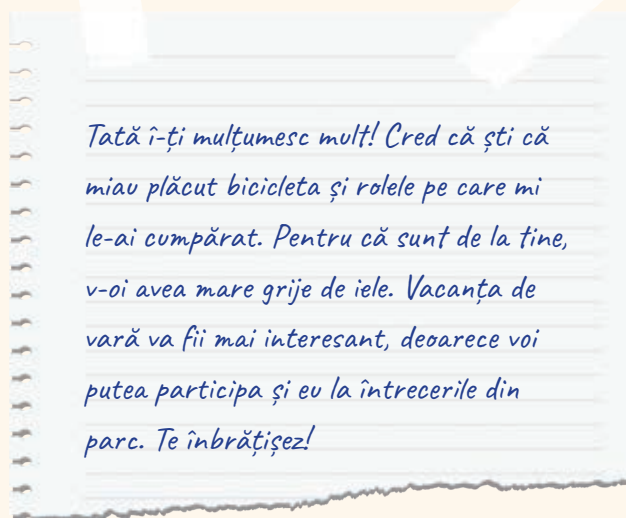 Tată î-ți mulțumesc mult! Cred că ști că
miau plăcut bicicleta și rolele pe care mi
le-ai cumpărat. Pentru că sunt de la tine,
v-oi avea mare grije de iele. Vacanța de
vară va fii mai interesant, deoarece voi
putea participa și eu la întrecerile din
parc. Te înbrățișez!